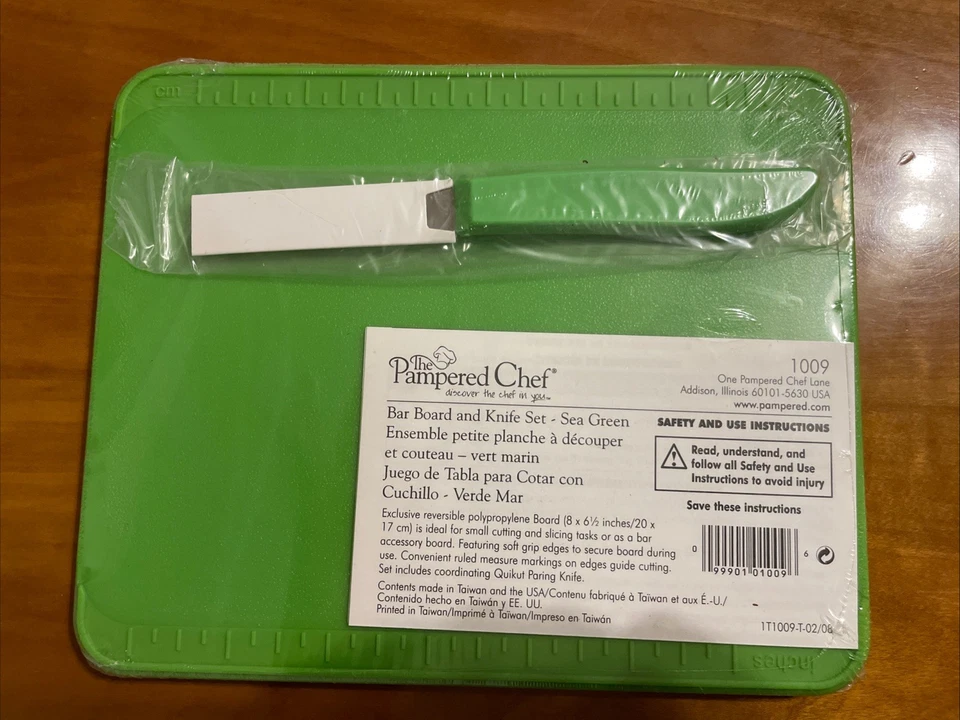 cm
The
Pampered Chef®
discover the chef in you™
1009
One Pampered Chef Lane
Addison, Illinois 60101-5630 USA
www.pampered.com
Bar Board and Knife Set - Sea Green
Ensemble petite planche à découper
et couteau – vert marin
Juego de Tabla para Cotar con
Cuchillo - Verde Mar
SAFETY AND USE INSTRUCTIONS
Read, understand, and
follow all Safety and Use
Instructions to avoid injury
Save these instructions
Exclusive reversible polypropylene Board (8 x 6½ inches/20 x
17 cm) is ideal for small cutting and slicing tasks or as a bar
accessory board. Featuring soft grip edges to secure board during
use. Convenient ruled measure markings on edges guide cutting.
Set includes coordinating Quikut Paring Knife.
0 99901 01009 6
Contents made in Taiwan and the USA/Contenu fabriqué à Taïwan et aux É.-U./
Contenido hecho en Taiwán y EE. UU.
Printed in Taiwan/Imprimé à Taïwan/Impreso en Taiwán
1T1009-T-02/08
inches